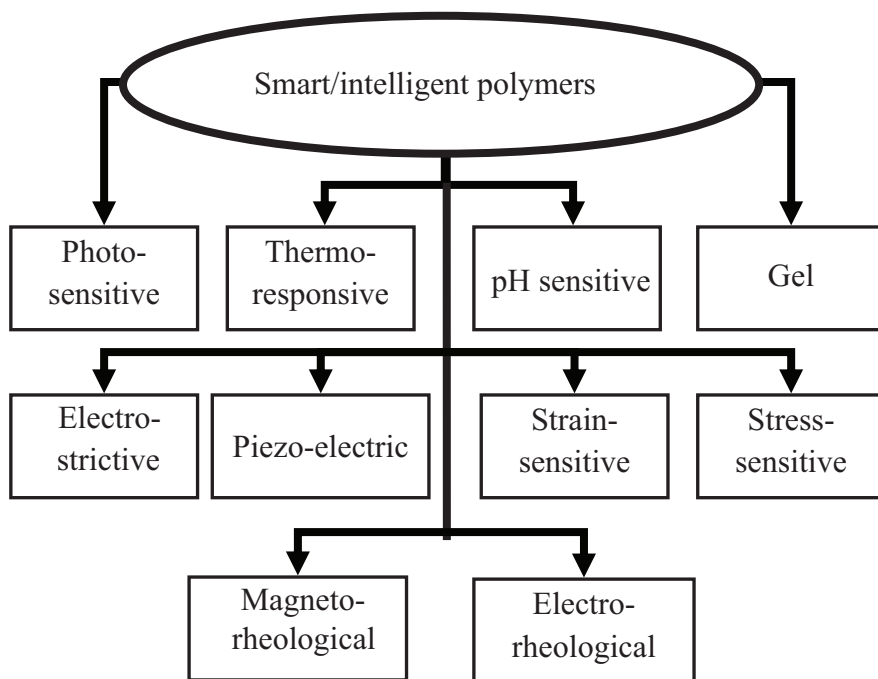 Smart/intelligent polymers
Photo-
sensitive
Thermo-
responsive
pH sensitive
Gel
Electro-
strictive
Piezo-electric
Strain-
sensitive
Stress-
sensitive
Magneto-
rheological
Electro-
rheological